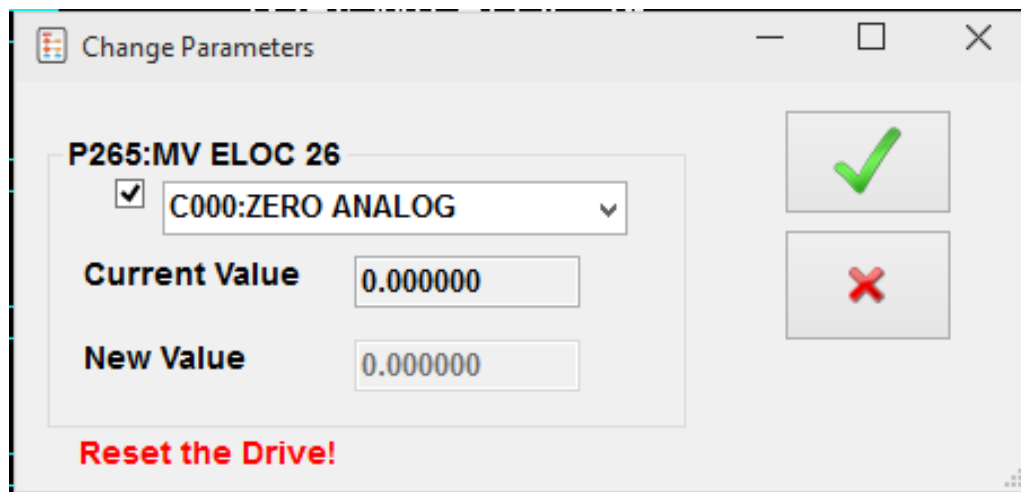 Change Parameters
P265:MV ELOC 26
C000:ZERO ANALOG
Current Value 0.000000
New Value 0.000000
Reset the Drive!